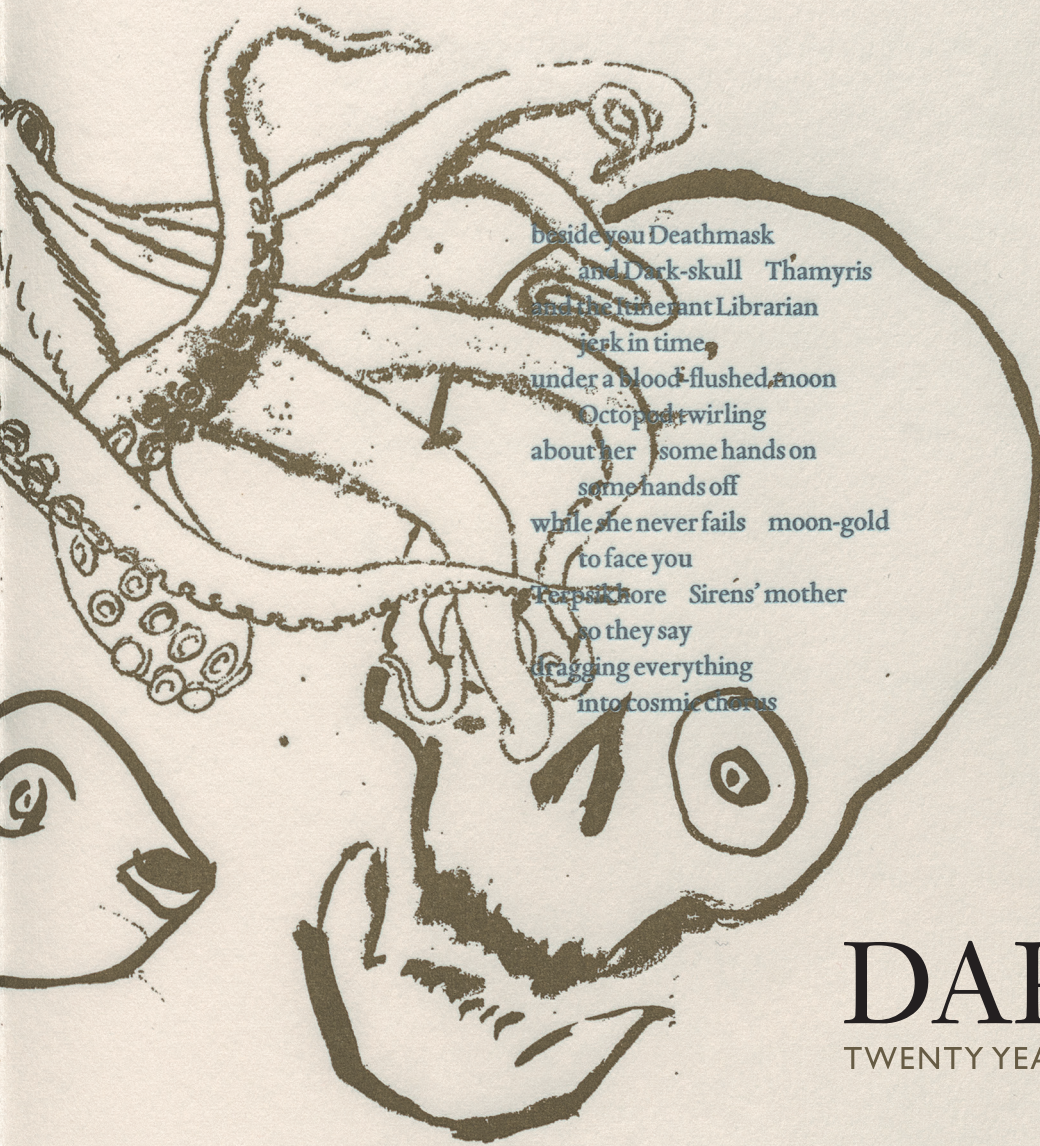 beside you Deathmask
and Dark-skull Thamyris
and the Itinerant Librarian
jerk in time,
under a blood-flushed moon
Octopod twirling
about her some hands on
some hands off
while she never fails moon-gold
to face you
Terpsikhore Sirens’ mother
so they say
dragging everything
into cosmic chorus
DA
TWENTY YEA